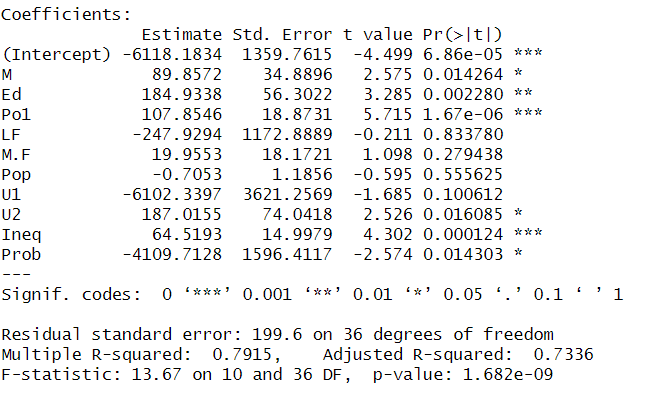 Coefficients:
              Estimate Std. Error t value Pr(>|t|)
(Intercept) -6118.1834  1359.7615  -4.499 6.86e-05 ***
M              89.8572    34.8896   2.575 0.014264 *
Ed            184.9338    56.3022   3.285 0.002280 **
Po1           107.8546    18.8731   5.715 1.67e-06 ***
LF           -247.9294  1172.8889  -0.211 0.833780
M.F            19.9553    18.1721   1.098 0.279438
Pop            -0.7053     1.1856  -0.595 0.555625
U1          -6102.3397  3621.2569  -1.685 0.100612
U2            187.0155    74.0418   2.526 0.016085 *
Ineq           64.5193    14.9979   4.302 0.000124 ***
Prob        -4109.7128  1596.4117  -2.574 0.014303 *
---
Signif. codes:  0 ‘***’ 0.001 ‘**’ 0.01 ‘*’ 0.05 ‘.’ 0.1 ‘ ’ 1
Residual standard error: 199.6 on 36 degrees of freedom
Multiple R-squared:  0.7915,    Adjusted R-squared:  0.7336
F-statistic: 13.67 on 10 and 36 DF,  p-value: 1.682e-09